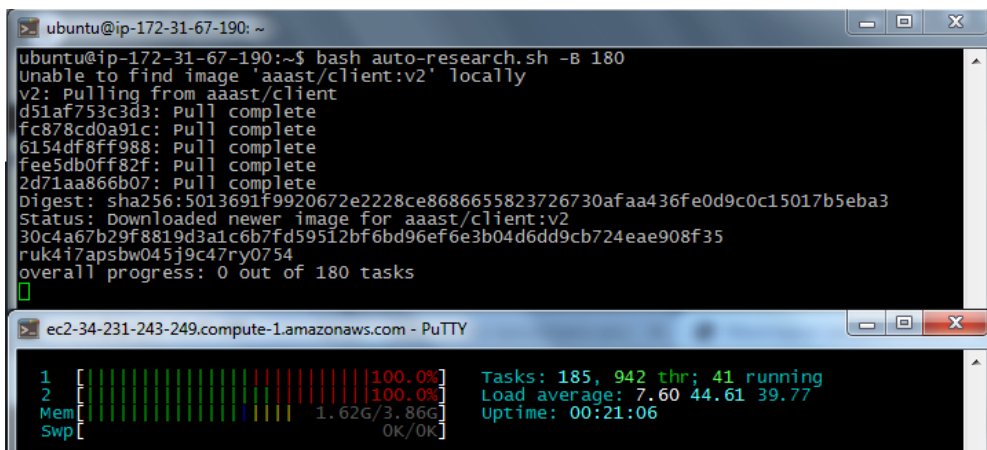 ubuntu@ip-172-31-67-190: ~
ubuntu@ip-172-31-67-190:~$ bash auto-research.sh -B 180
Unable to find image 'aaast/client:v2' locally
v2: Pulling from aaast/client
d51af753c3d3: Pull complete
fc878cd0a91c: Pull complete
6154df8ff988: Pull complete
fee5db0ff82f: Pull complete
2d71aa866b07: Pull complete
Digest: sha256:5013691f9920672e2228ce8686655823726730afaa436fe0d9c0c15017b5eba3
Status: Downloaded newer image for aaast/client:v2
30c4a67b29f8819d3a1c6b7fd59512bf6bd96ef6e3b04d6dd9cb724eae908f35
ruk4i7apsbw045j9c47ry0754
overall progress: 0 out of 180 tasks
ec2-34-231-243-249.compute-1.amazonaws.com - PuTTY
1 [||||||||||||||||||||||||||100.0%] Tasks: 185, 942 thr; 41 running
2 [||||||||||||||||||||||||||100.0%] Load average: 7.60 44.61 39.77
Mem[||||||||||||||||||| 1.62G/3.86G] Uptime: 00:21:06
Swp[ 0K/0K]